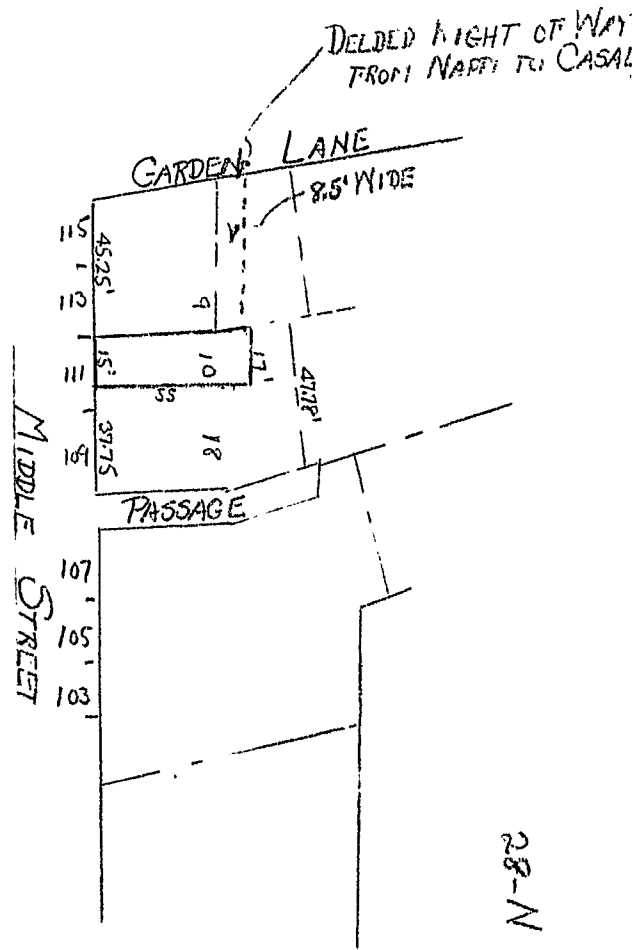 DEEDED RIGHT OF WAY
FROM NAPPI TO CASAL
GARDEN LANE
8.5' WIDE
115
113
111
109
45.25'
15'
37.75
9
10
17'
55
18
47.78'
PASSAGE
MIDDLE STREET
107
105
103
28-N